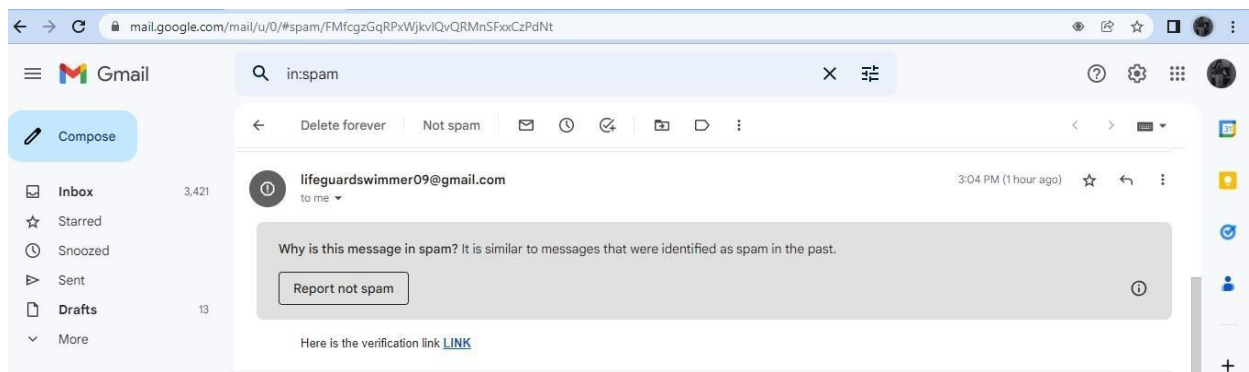 mail.google.com/mail/u/0/#spam/FMfcgzGqRPxWjkvlQvQRMnSFxxCzPdNt
Gmail
in:spam
Compose
Delete forever Not spam
Inbox 3,421
Starred
Snoozed
Sent
Drafts 13
More
lifeguardswimmer09@gmail.com 3:04 PM (1 hour ago)
to me
Why is this message in spam? It is similar to messages that were identified as spam in the past.
Report not spam
Here is the verification link LINK
31